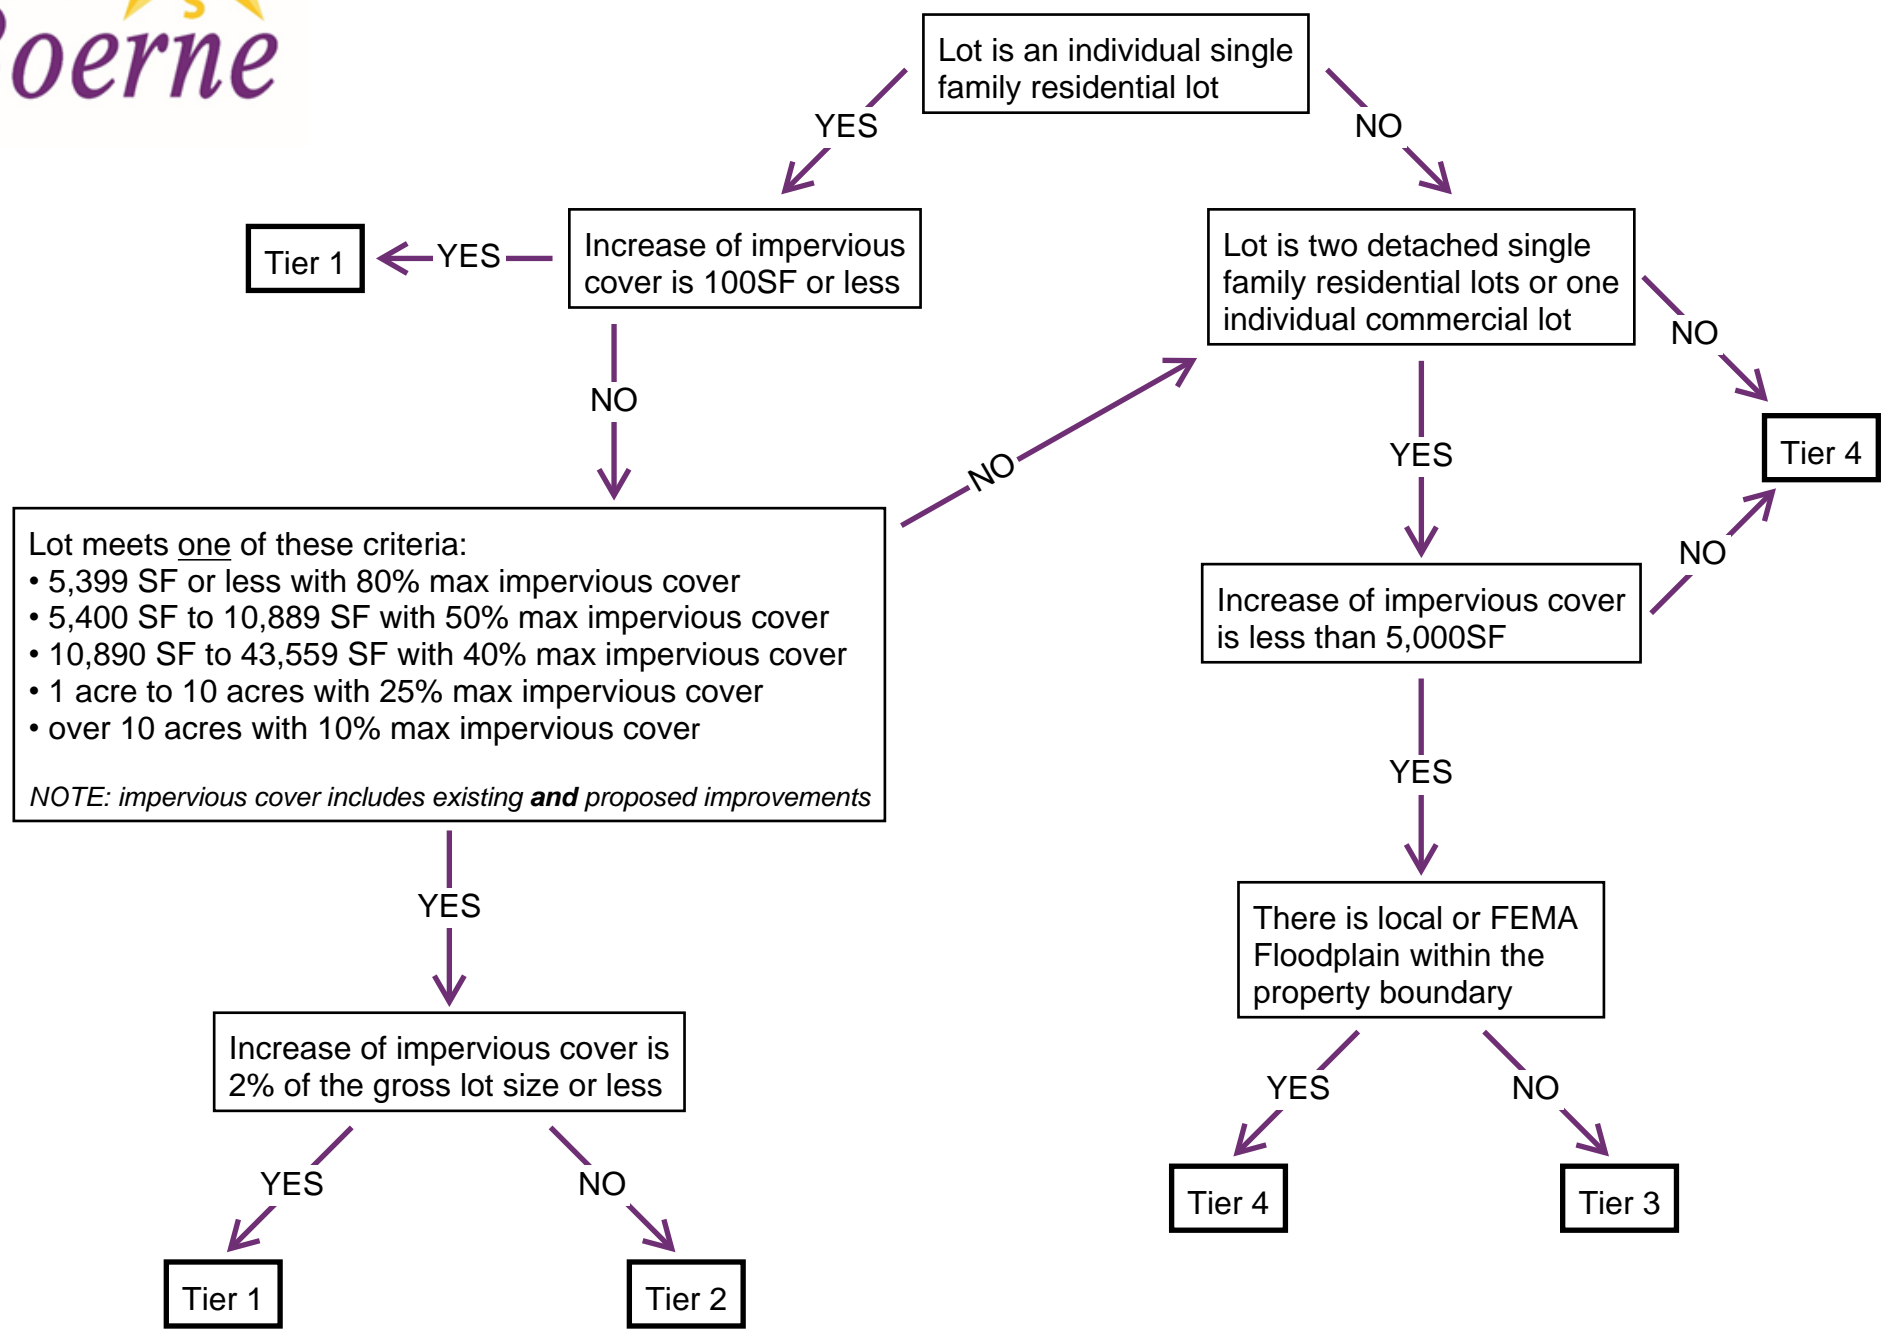 oerne
Lot is an individual single
family residential lot
YES
NO
Tier 1
YES
Increase of impervious
cover is 100SF or less
Lot is two detached single
family residential lots or one
individual commercial lot
NO
NO
NO
YES
Tier 4
Lot meets one of these criteria:
• 5,399 SF or less with 80% max impervious cover
• 5,400 SF to 10,889 SF with 50% max impervious cover
• 10,890 SF to 43,559 SF with 40% max impervious cover
• 1 acre to 10 acres with 25% max impervious cover
• over 10 acres with 10% max impervious cover
NOTE: impervious cover includes existing and proposed improvements
NO
Increase of impervious cover
is less than 5,000SF
YES
YES
There is local or FEMA
Floodplain within the
property boundary
Increase of impervious cover is
2% of the gross lot size or less
YES
NO
YES
NO
Tier 4
Tier 3
Tier 1
Tier 2